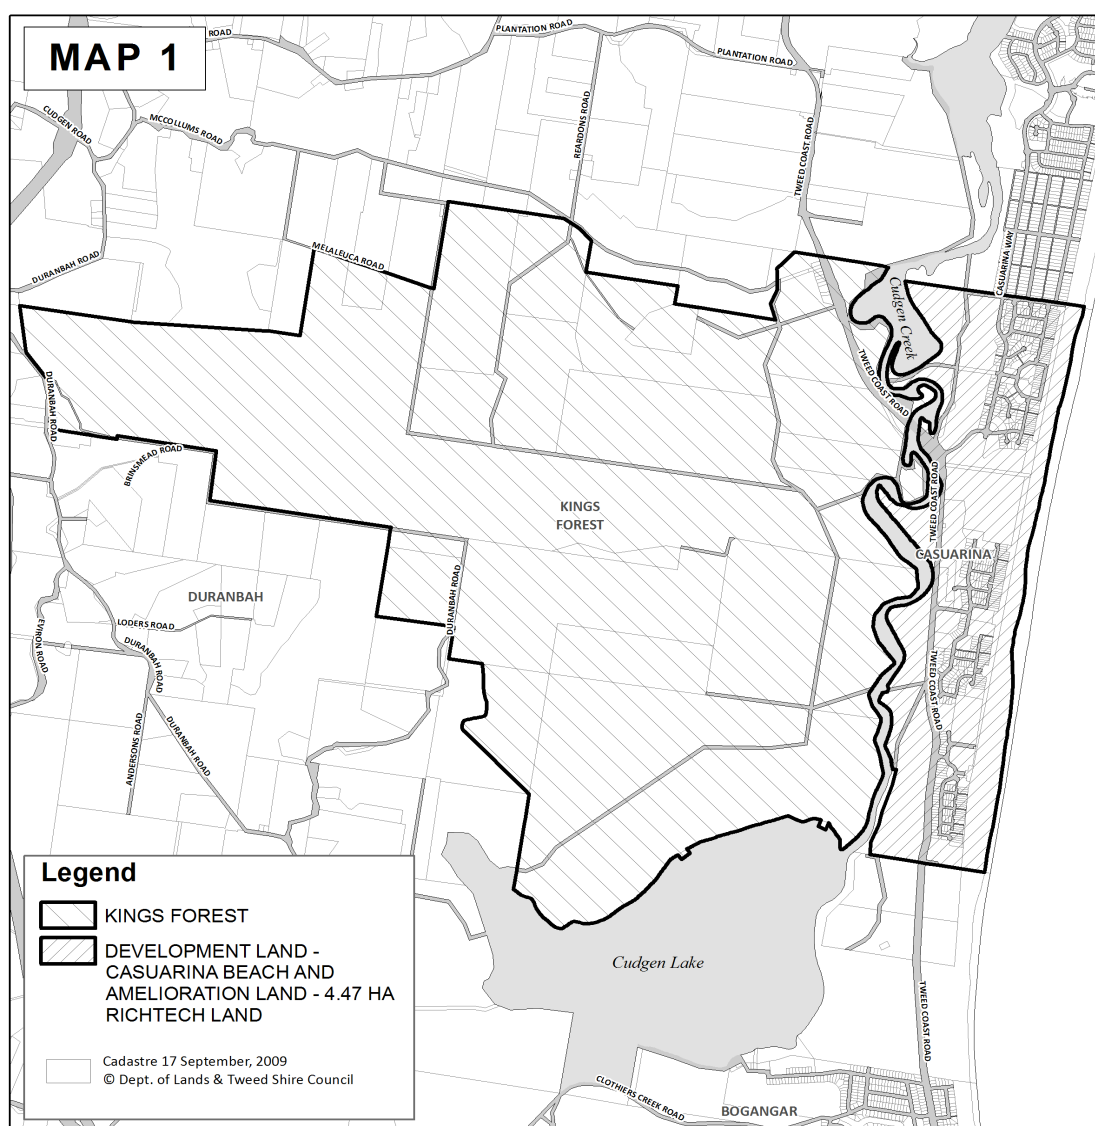 MAP 1
ROAD
PLANTATION ROAD
PLANTATION ROAD
CUDGEN ROAD
MCCOLLUMS ROAD
REARDONS ROAD
TWEED COAST ROAD
DURANBAH ROAD
MELALEUCA ROAD
CASUARINA WAY
Cudgen Creek
TWEED COAST ROAD
DURANBAH ROAD
BRINSMEAD ROAD
KINGS
FOREST
TWEED COAST ROAD
CASUARINA
DURANBAH
DURANBAH ROAD
LODERS ROAD
EVIRON ROAD
DURANBAH ROAD
TWEED COAST ROAD
ANDERSONS ROAD
DURANBAH ROAD
Legend
KINGS FOREST
DEVELOPMENT LAND -
CASUARINA BEACH AND
AMELIORATION LAND - 4.47 HA
RICHTECH LAND
Cadastre 17 September, 2009
© Dept. of Lands & Tweed Shire Council
Cudgen Lake
TWEED COAST ROAD
CLOTHIERS CREEK ROAD
BOGANGAR